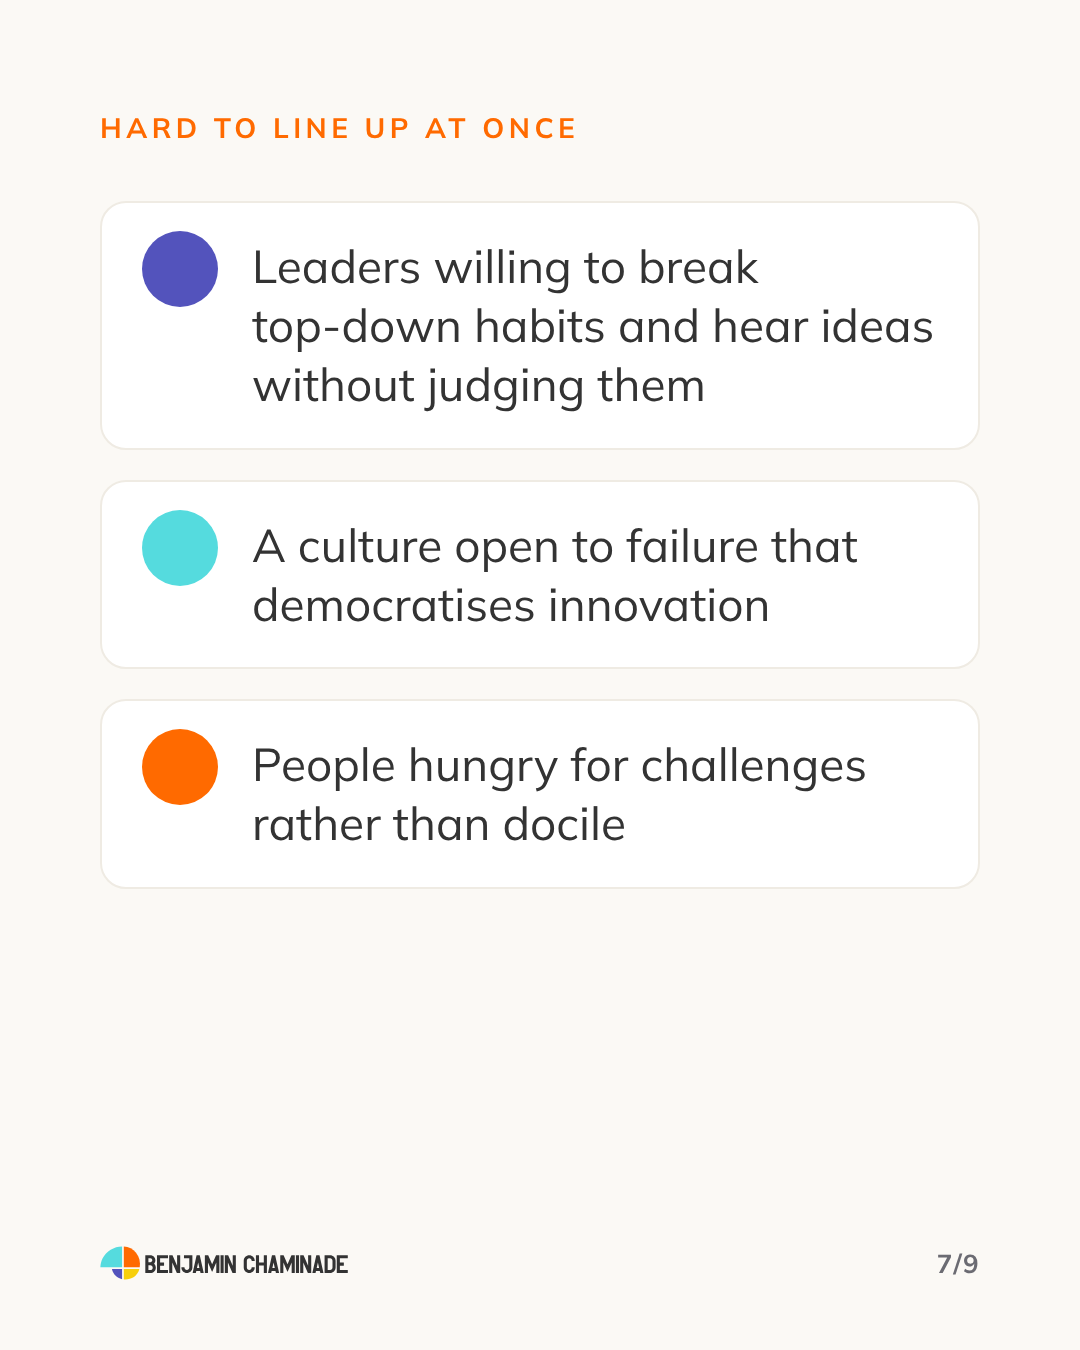 HARD TO LINE UP AT ONCE
Leaders willing to break
top-down habits and hear ideas
without judging them
A culture open to failure that
democratises innovation
People hungry for challenges
rather than docile
BENJAMIN CHAMINADE
7/9